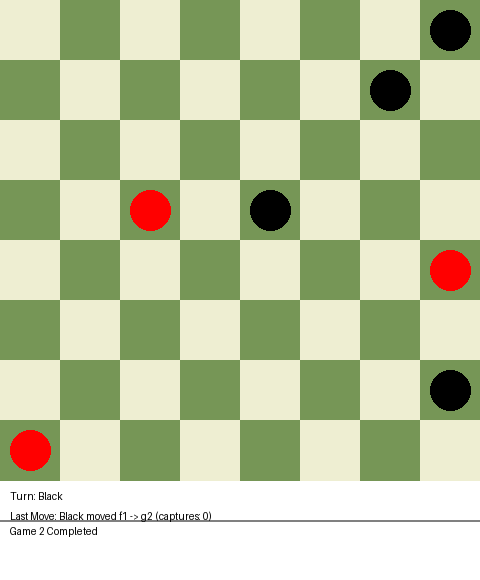 Turn: Black
Last Move: Black moved f1 -> g2 (captures: 0)
Game 2 Completed